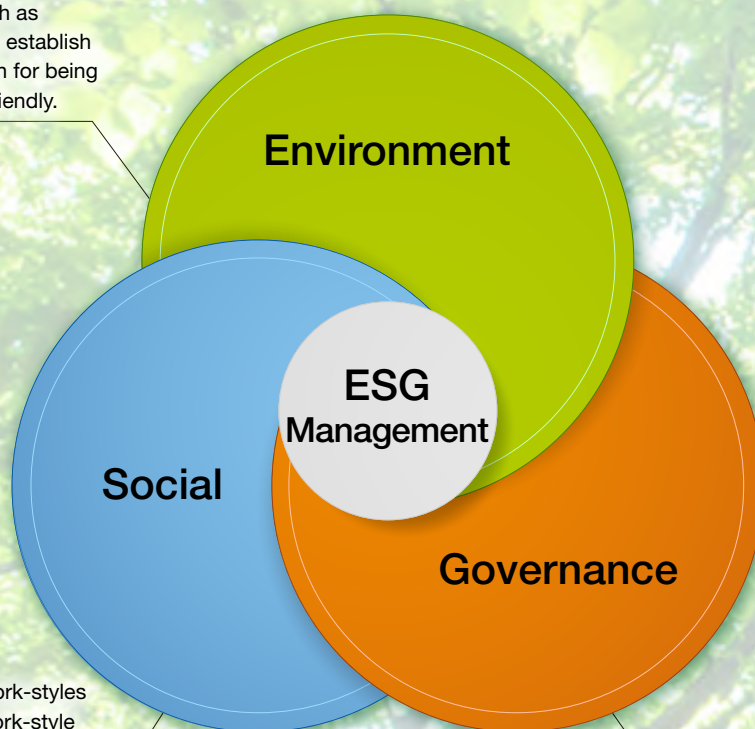 h as
establish
n for being
iendly.
Environment
ESG
Management
Social
Governance
ork-styles
ork-style